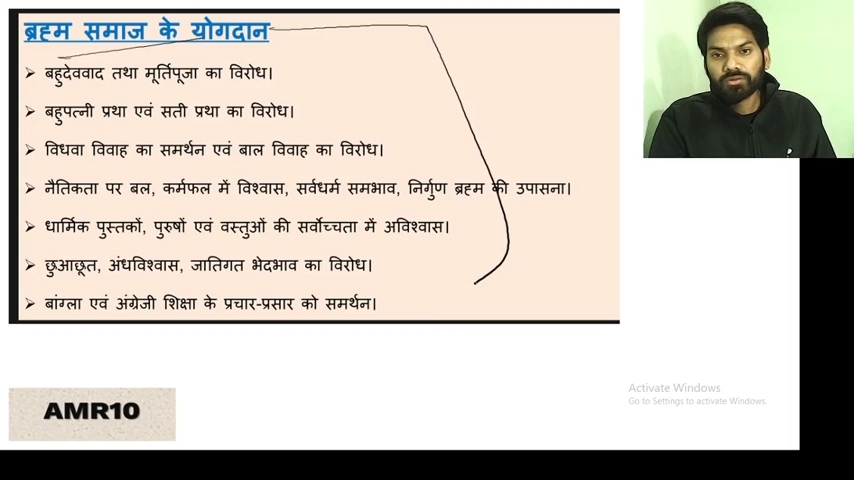 ब्रह्म समाज के योगदान
➢ बहुदेववाद तथा मूर्तिपूजा का विरोध।
➢ बहुपत्नी प्रथा एवं सती प्रथा का विरोध।
➢ विधवा विवाह का समर्थन एवं बाल विवाह का विरोध।
➢ नैतिकता पर बल, कर्मफल में विश्वास, सर्वधर्म समभाव, निर्गुण ब्रह्म की उपासना।
➢ धार्मिक पुस्तकों, पुरुषों एवं वस्तुओं की सर्वोच्चता में अविश्वास।
➢ छुआछूत, अंधविश्वास, जातिगत भेदभाव का विरोध।
➢ बांग्ला एवं अंग्रेजी शिक्षा के प्रचार-प्रसार को समर्थन।
Activate Windows
Go to Settings to activate Windows.
AMR10